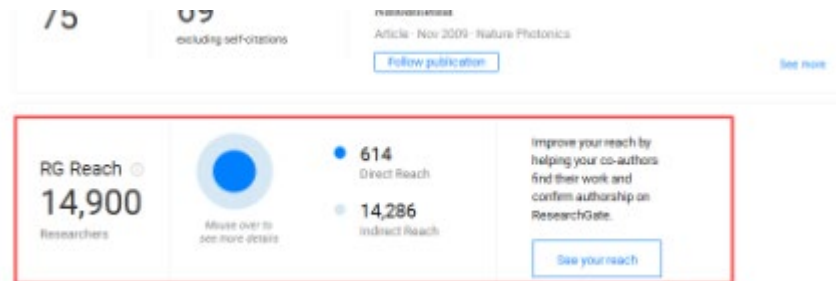 75
69
excluding self-citations
Article · Nov 2009 · Nature Photonics
Follow publication
See more
RG Reach
14,900
Researchers
Mouse over to
see more details
614
Direct Reach
14,286
Indirect Reach
Improve your reach by
helping your co-authors
find their work and
confirm authorship on
ResearchGate.
See your reach